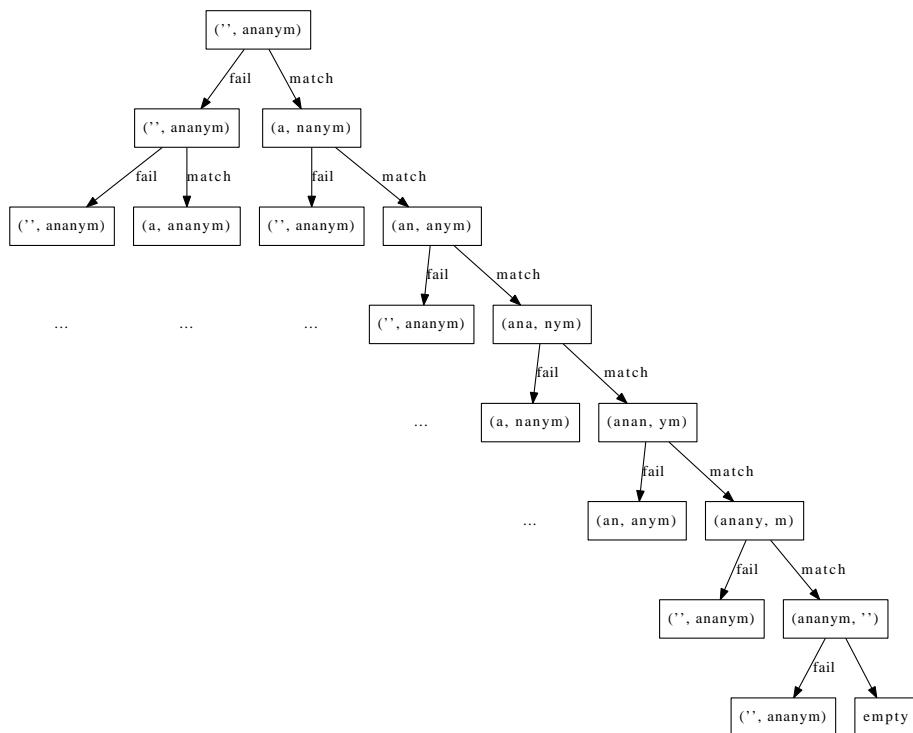 (’’, ananym)
fail match
(’’, ananym) (a, nanym)
fail match fail match
(’’, ananym) (a, ananym) (’’, ananym) (an, anym)
fail match
... ... ... (’’, ananym) (ana, nym)
fail match
... (a, nanym) (anan, ym)
fail match
... (an, anym) (anany, m)
fail match
(’’, ananym) (ananym, ’’)
fail
(’’, ananym) empty